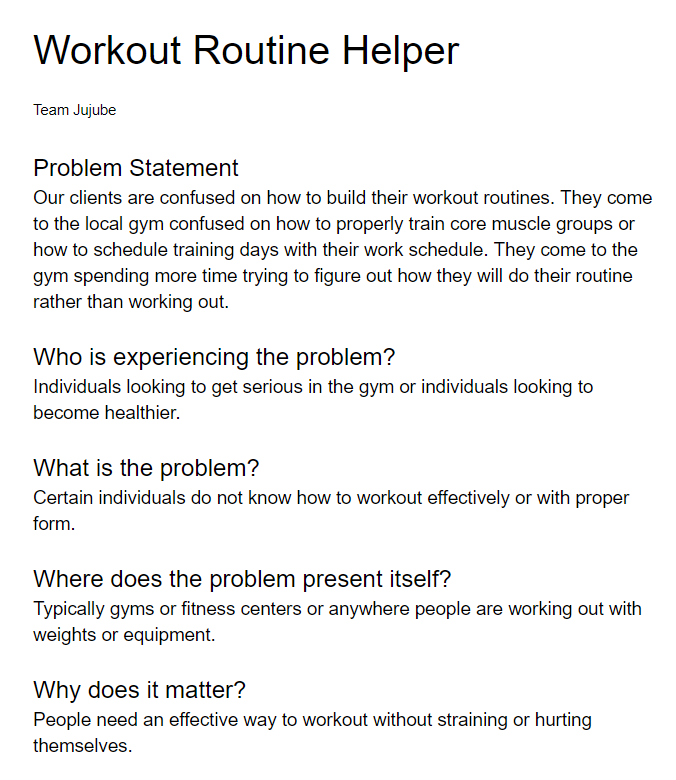 Workout Routine Helper
Team Jujube
Problem Statement
Our clients are confused on how to build their workout routines. They come
to the local gym confused on how to properly train core muscle groups or
how to schedule training days with their work schedule. They come to the
gym spending more time trying to figure out how they will do their routine
rather than working out.
Who is experiencing the problem?
Individuals looking to get serious in the gym or individuals looking to
become healthier.
What is the problem?
Certain individuals do not know how to workout effectively or with proper
form.
Where does the problem present itself?
Typically gyms or fitness centers or anywhere people are working out with
weights or equipment.
Why does it matter?
People need an effective way to workout without straining or hurting
themselves.